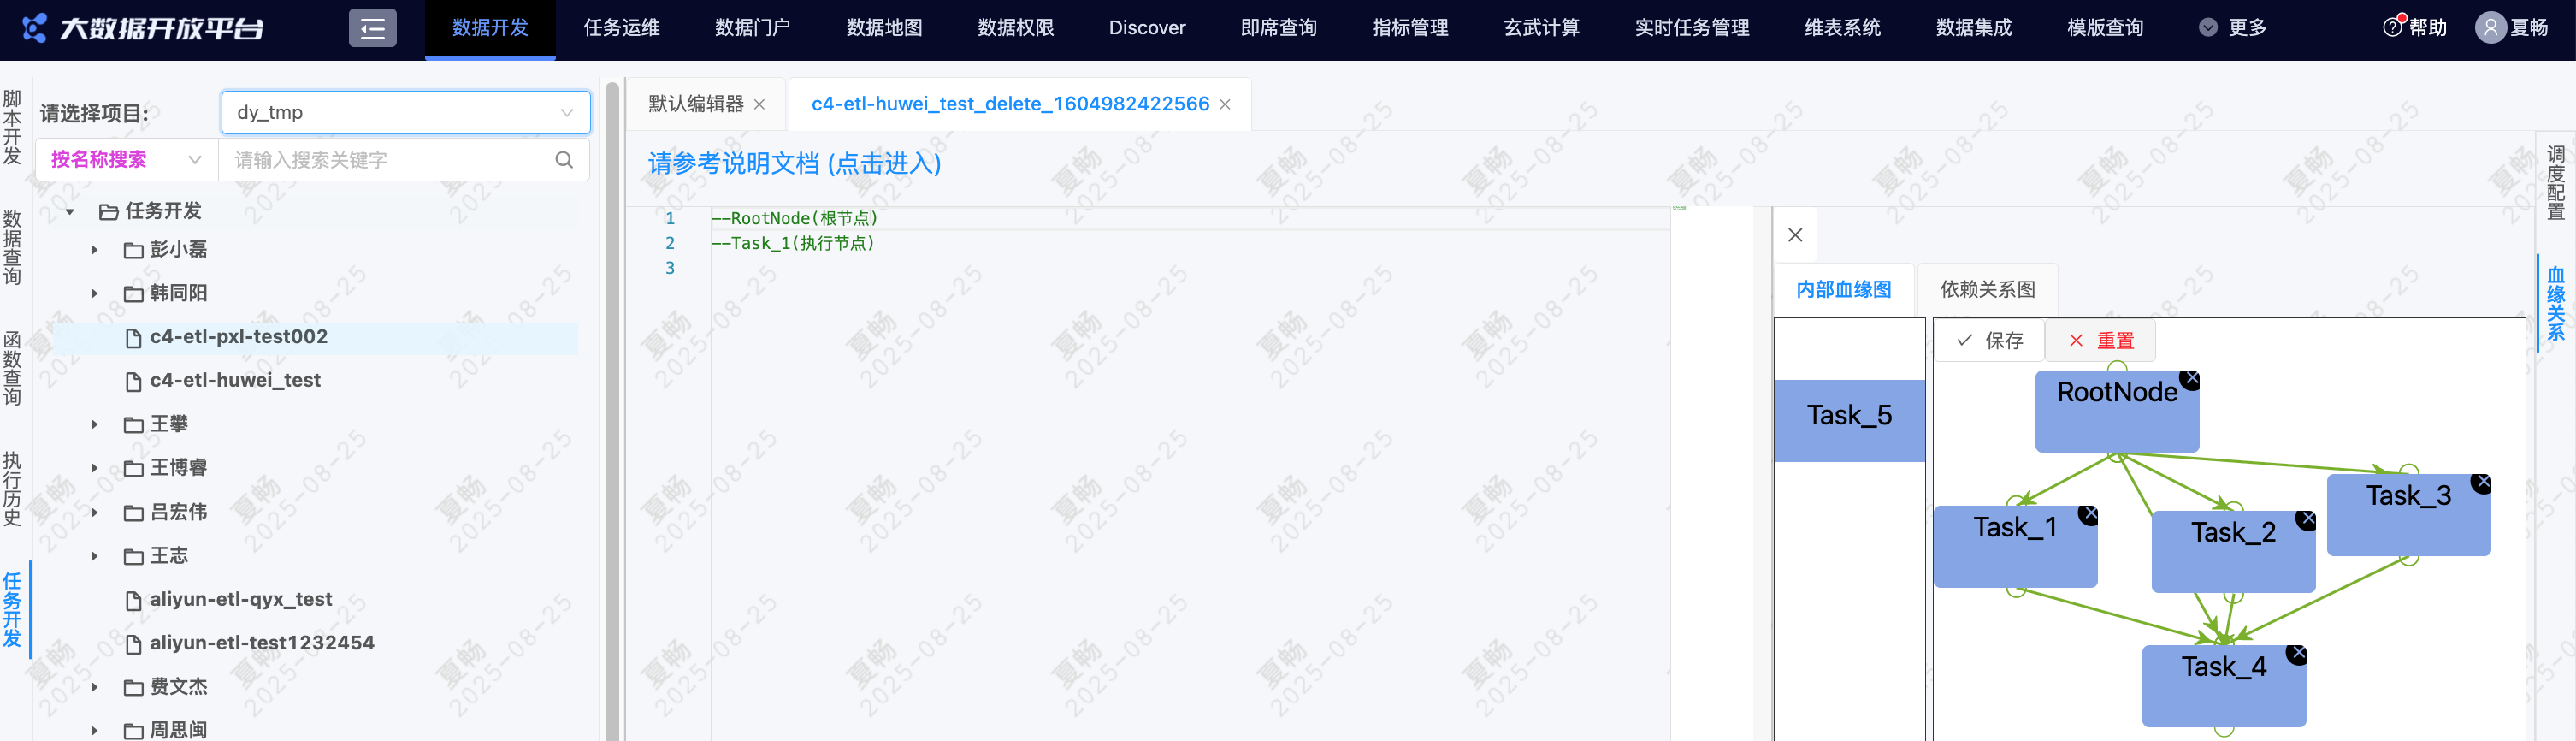 大数据开放平台
数据开发 任务运维 数据门户 数据地图 数据权限 Discover 即席查询 指标管理 玄武计算 实时任务管理 维表系统 数据集成 模版查询 更多
帮助 夏畅
脚本开发
数据查询
函数查询
执行历史
任务开发
请选择项目: dy_tmp
按名称搜索 请输入搜索关键字
任务开发
彭小磊
韩同阳
c4-etl-pxl-test002
c4-etl-huwei_test
王攀
王博睿
吕宏伟
王志
aliyun-etl-qyx_test
aliyun-etl-test1232454
费文杰
周思闽
默认编辑器 c4-etl-huwei_test_delete_1604982422566
请参考说明文档 (点击进入)
1 --RootNode(根节点)
2 --Task_1(执行节点)
3
内部血缘图 依赖关系图
保存 重置
Task_5
RootNode
Task_3
Task_1
Task_2
Task_4
调度配置
血缘关系
夏畅
2025-08-25